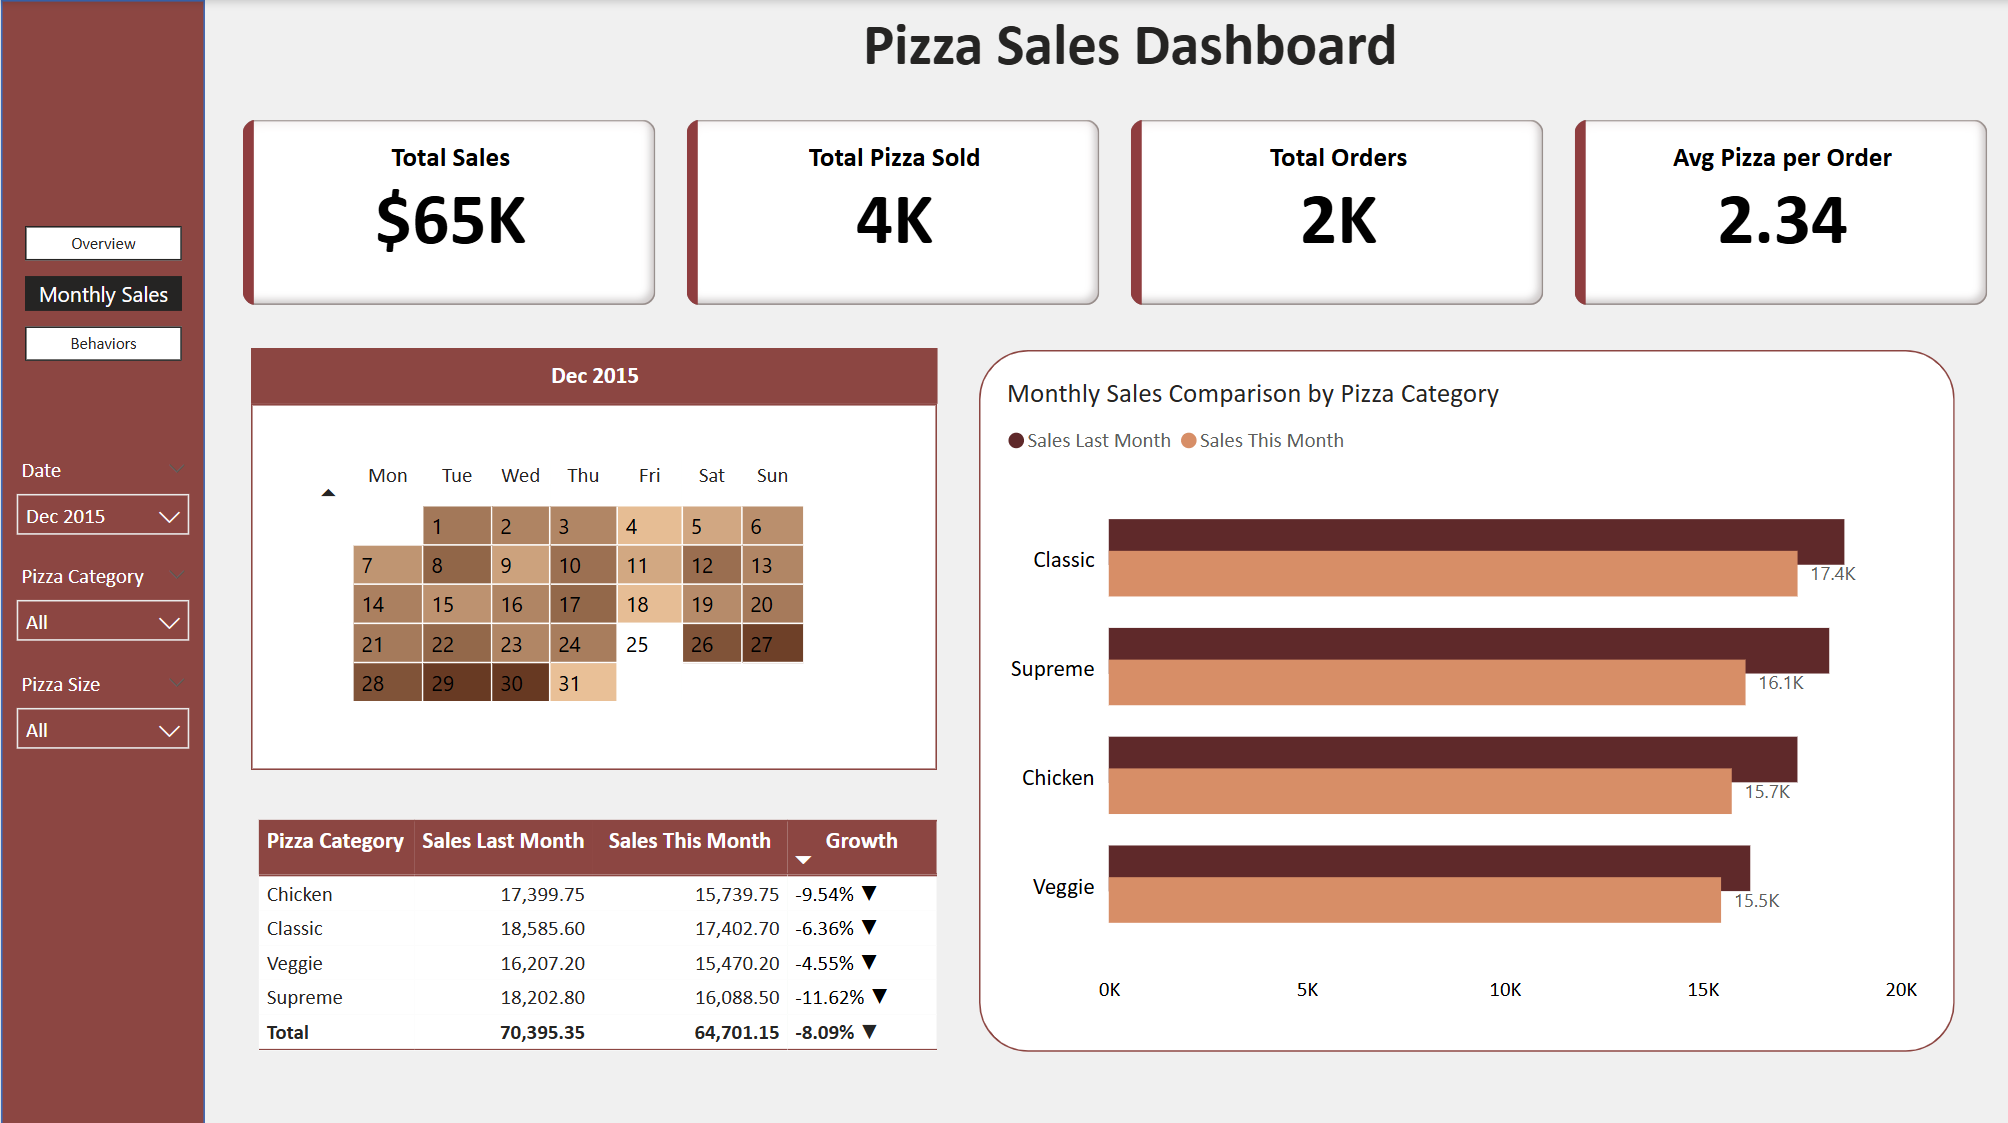 Pizza Sales Dashboard
Total Sales
$65K
Total Pizza Sold
4K
Total Orders
2K
Avg Pizza per Order
2.34
Overview
Monthly Sales
Behaviors
Date
Dec 2015
Pizza Category
All
Pizza Size
All
Dec 2015
Mon Tue Wed Thu Fri Sat Sun
1 2 3 4 5 6
7 8 9 10 11 12 13
14 15 16 17 18 19 20
21 22 23 24 25 26 27
28 29 30 31
Pizza Category Sales Last Month Sales This Month Growth
Chicken 17,399.75 15,739.75 -9.54% ▼
Classic 18,585.60 17,402.70 -6.36% ▼
Veggie 16,207.20 15,470.20 -4.55% ▼
Supreme 18,202.80 16,088.50 -11.62% ▼
Total 70,395.35 64,701.15 -8.09% ▼
Monthly Sales Comparison by Pizza Category
Sales Last Month Sales This Month
Classic 17.4K
Supreme 16.1K
Chicken 15.7K
Veggie 15.5K
0K 5K 10K 15K 20K